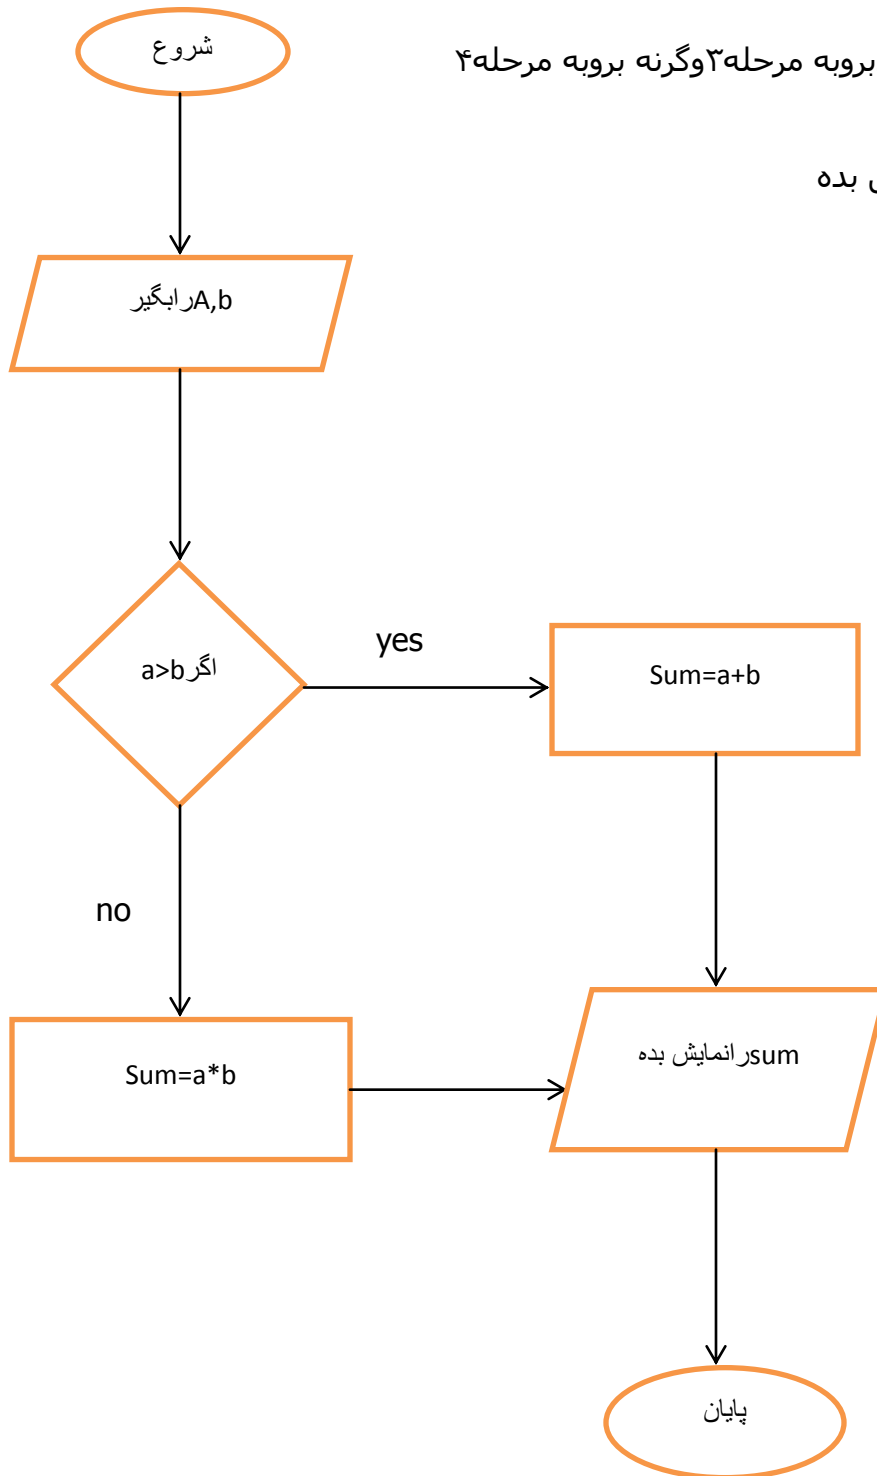 شروع
بروبه مرحله۳وگرنه بروبه مرحله۴
بده
A,bرابگیر
اگرa>b
yes
Sum=a+b
no
Sum=a*b
sumرانمایش بده
پایان